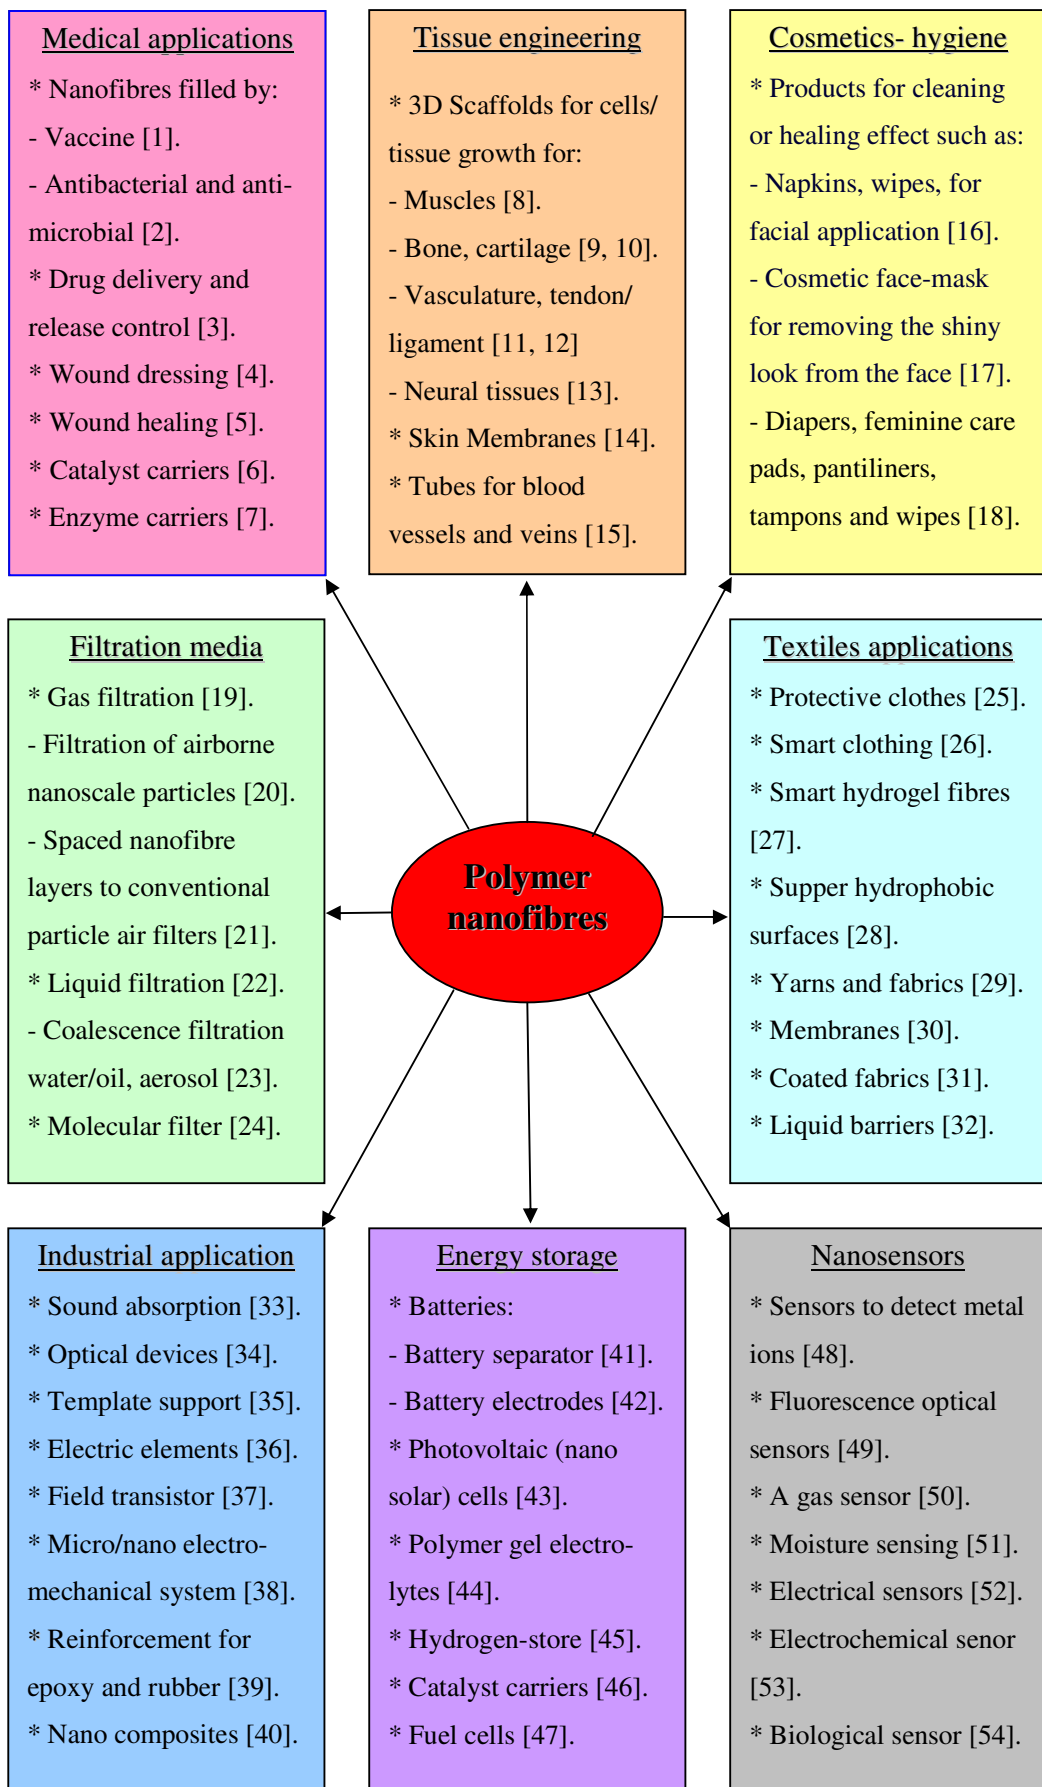 Medical applications
* Nanofibres filled by:
- Vaccine [1].
- Antibacterial and anti-
microbial [2].
* Drug delivery and
release control [3].
* Wound dressing [4].
* Wound healing [5].
* Catalyst carriers [6].
* Enzyme carriers [7].
Tissue engineering
* 3D Scaffolds for cells/
tissue growth for:
- Muscles [8].
- Bone, cartilage [9, 10].
- Vasculature, tendon/
ligament [11, 12]
- Neural tissues [13].
* Skin Membranes [14].
* Tubes for blood
vessels and veins [15].
Cosmetics- hygiene
* Products for cleaning
or healing effect such as:
- Napkins, wipes, for
facial application [16].
- Cosmetic face-mask
for removing the shiny
look from the face [17].
- Diapers, feminine care
pads, pantiliners,
tampons and wipes [18].
Filtration media
* Gas filtration [19].
- Filtration of airborne
nanoscale particles [20].
- Spaced nanofibre
layers to conventional
particle air filters [21].
* Liquid filtration [22].
- Coalescence filtration
water/oil, aerosol [23].
* Molecular filter [24].
Polymer
nanofibres
Textiles applications
* Protective clothes [25].
* Smart clothing [26].
* Smart hydrogel fibres
[27].
* Supper hydrophobic
surfaces [28].
* Yarns and fabrics [29].
* Membranes [30].
* Coated fabrics [31].
* Liquid barriers [32].
Industrial application
* Sound absorption [33].
* Optical devices [34].
* Template support [35].
* Electric elements [36].
* Field transistor [37].
* Micro/nano electro-
mechanical system [38].
* Reinforcement for
epoxy and rubber [39].
* Nano composites [40].
Energy storage
* Batteries:
- Battery separator [41].
- Battery electrodes [42].
* Photovoltaic (nano
solar) cells [43].
* Polymer gel electro-
lytes [44].
* Hydrogen-store [45].
* Catalyst carriers [46].
* Fuel cells [47].
Nanosensors
* Sensors to detect metal
ions [48].
* Fluorescence optical
sensors [49].
* A gas sensor [50].
* Moisture sensing [51].
* Electrical sensors [52].
* Electrochemical senor
[53].
* Biological sensor [54].